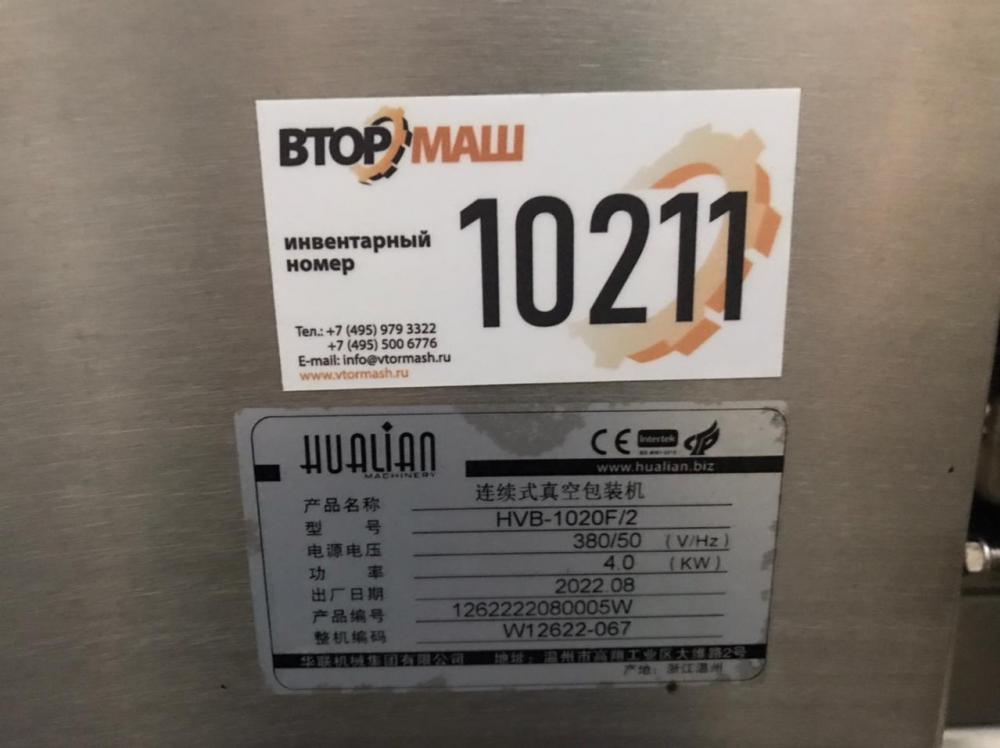 ВТОР МАШ
инвентарный
номер
10211
Тел.: +7 (495) 979 3322
+7 (495) 500 6776
E-mail: info@vtormash.ru
www.vtormash.ru
HUALIAN
MACHINERY
CE Intertek
www.hualian.biz
产品名称 连续式真空包装机
型 号 HVB-1020F/2
电源电压 380/50 (V/Hz)
功 率 4.0 (KW)
出厂日期 2022.08
产品编号 1262222080005W
整机编码 W12622-067
华联机械集团有限公司 地址: 温州市高翔工业区大维路2号
产地: 浙江温州